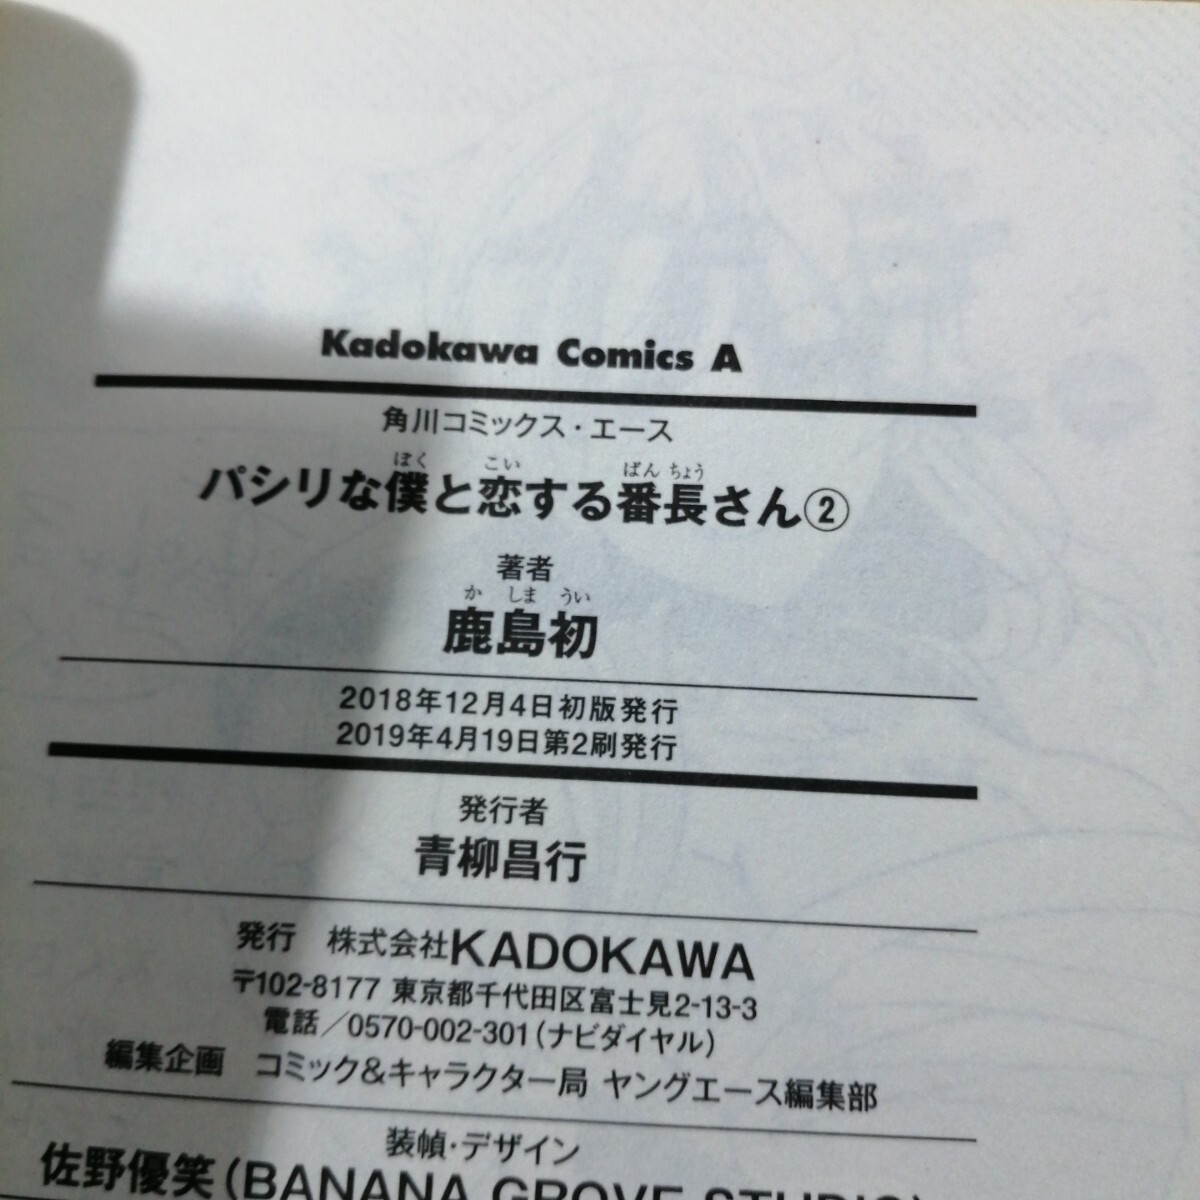 Kadokawa Comics A
角川コミックス・エース
ぼく こい ばん ちょう
パシリな僕と恋する番長さん②
著者
か しま うい
鹿島初
2018年12月4日初版発行
2019年4月19日第2刷発行
発行者
青柳昌行
発行 株式会社KADOKAWA
〒102-8177 東京都千代田区富士見2-13-3
電話/0570-002-301(ナビダイヤル)
編集企画 コミック&キャラクター局 ヤングエース編集部
装幀・デザイン
佐野優笑(BANANA GROVE STUDIO)